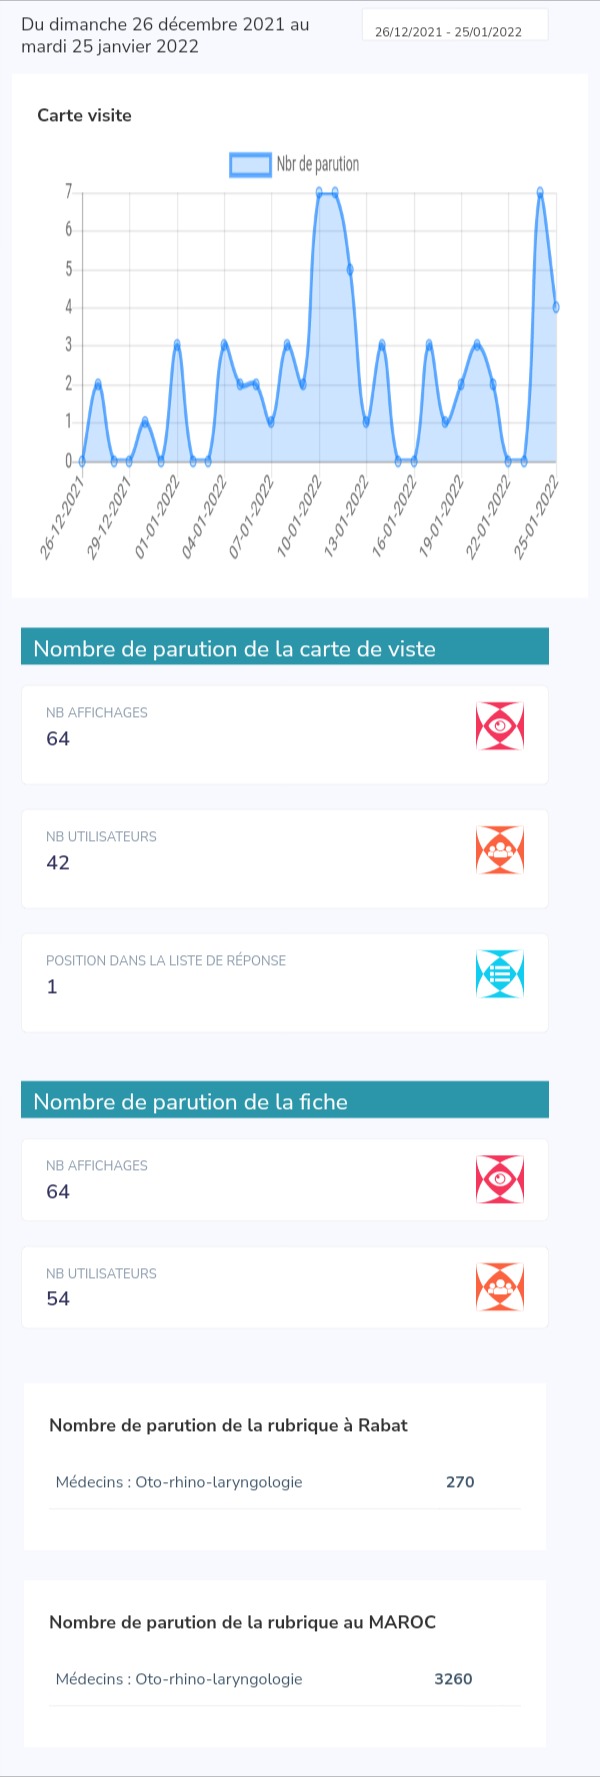 Du dimanche 26 décembre 2021 au
mardi 25 janvier 2022
26/12/2021 - 25/01/2022
Carte visite
Nbr de parution
7
6
5
4
3
2
1
0
26-12-2021
29-12-2021
01-01-2022
04-01-2022
07-01-2022
10-01-2022
13-01-2022
16-01-2022
19-01-2022
22-01-2022
25-01-2022
Nombre de parution de la carte de viste
NB AFFICHAGES
64
NB UTILISATEURS
42
POSITION DANS LA LISTE DE RÉPONSE
1
Nombre de parution de la fiche
NB AFFICHAGES
64
NB UTILISATEURS
54
Nombre de parution de la rubrique à Rabat
Médecins : Oto-rhino-laryngologie 270
Nombre de parution de la rubrique au MAROC
Médecins : Oto-rhino-laryngologie 3260